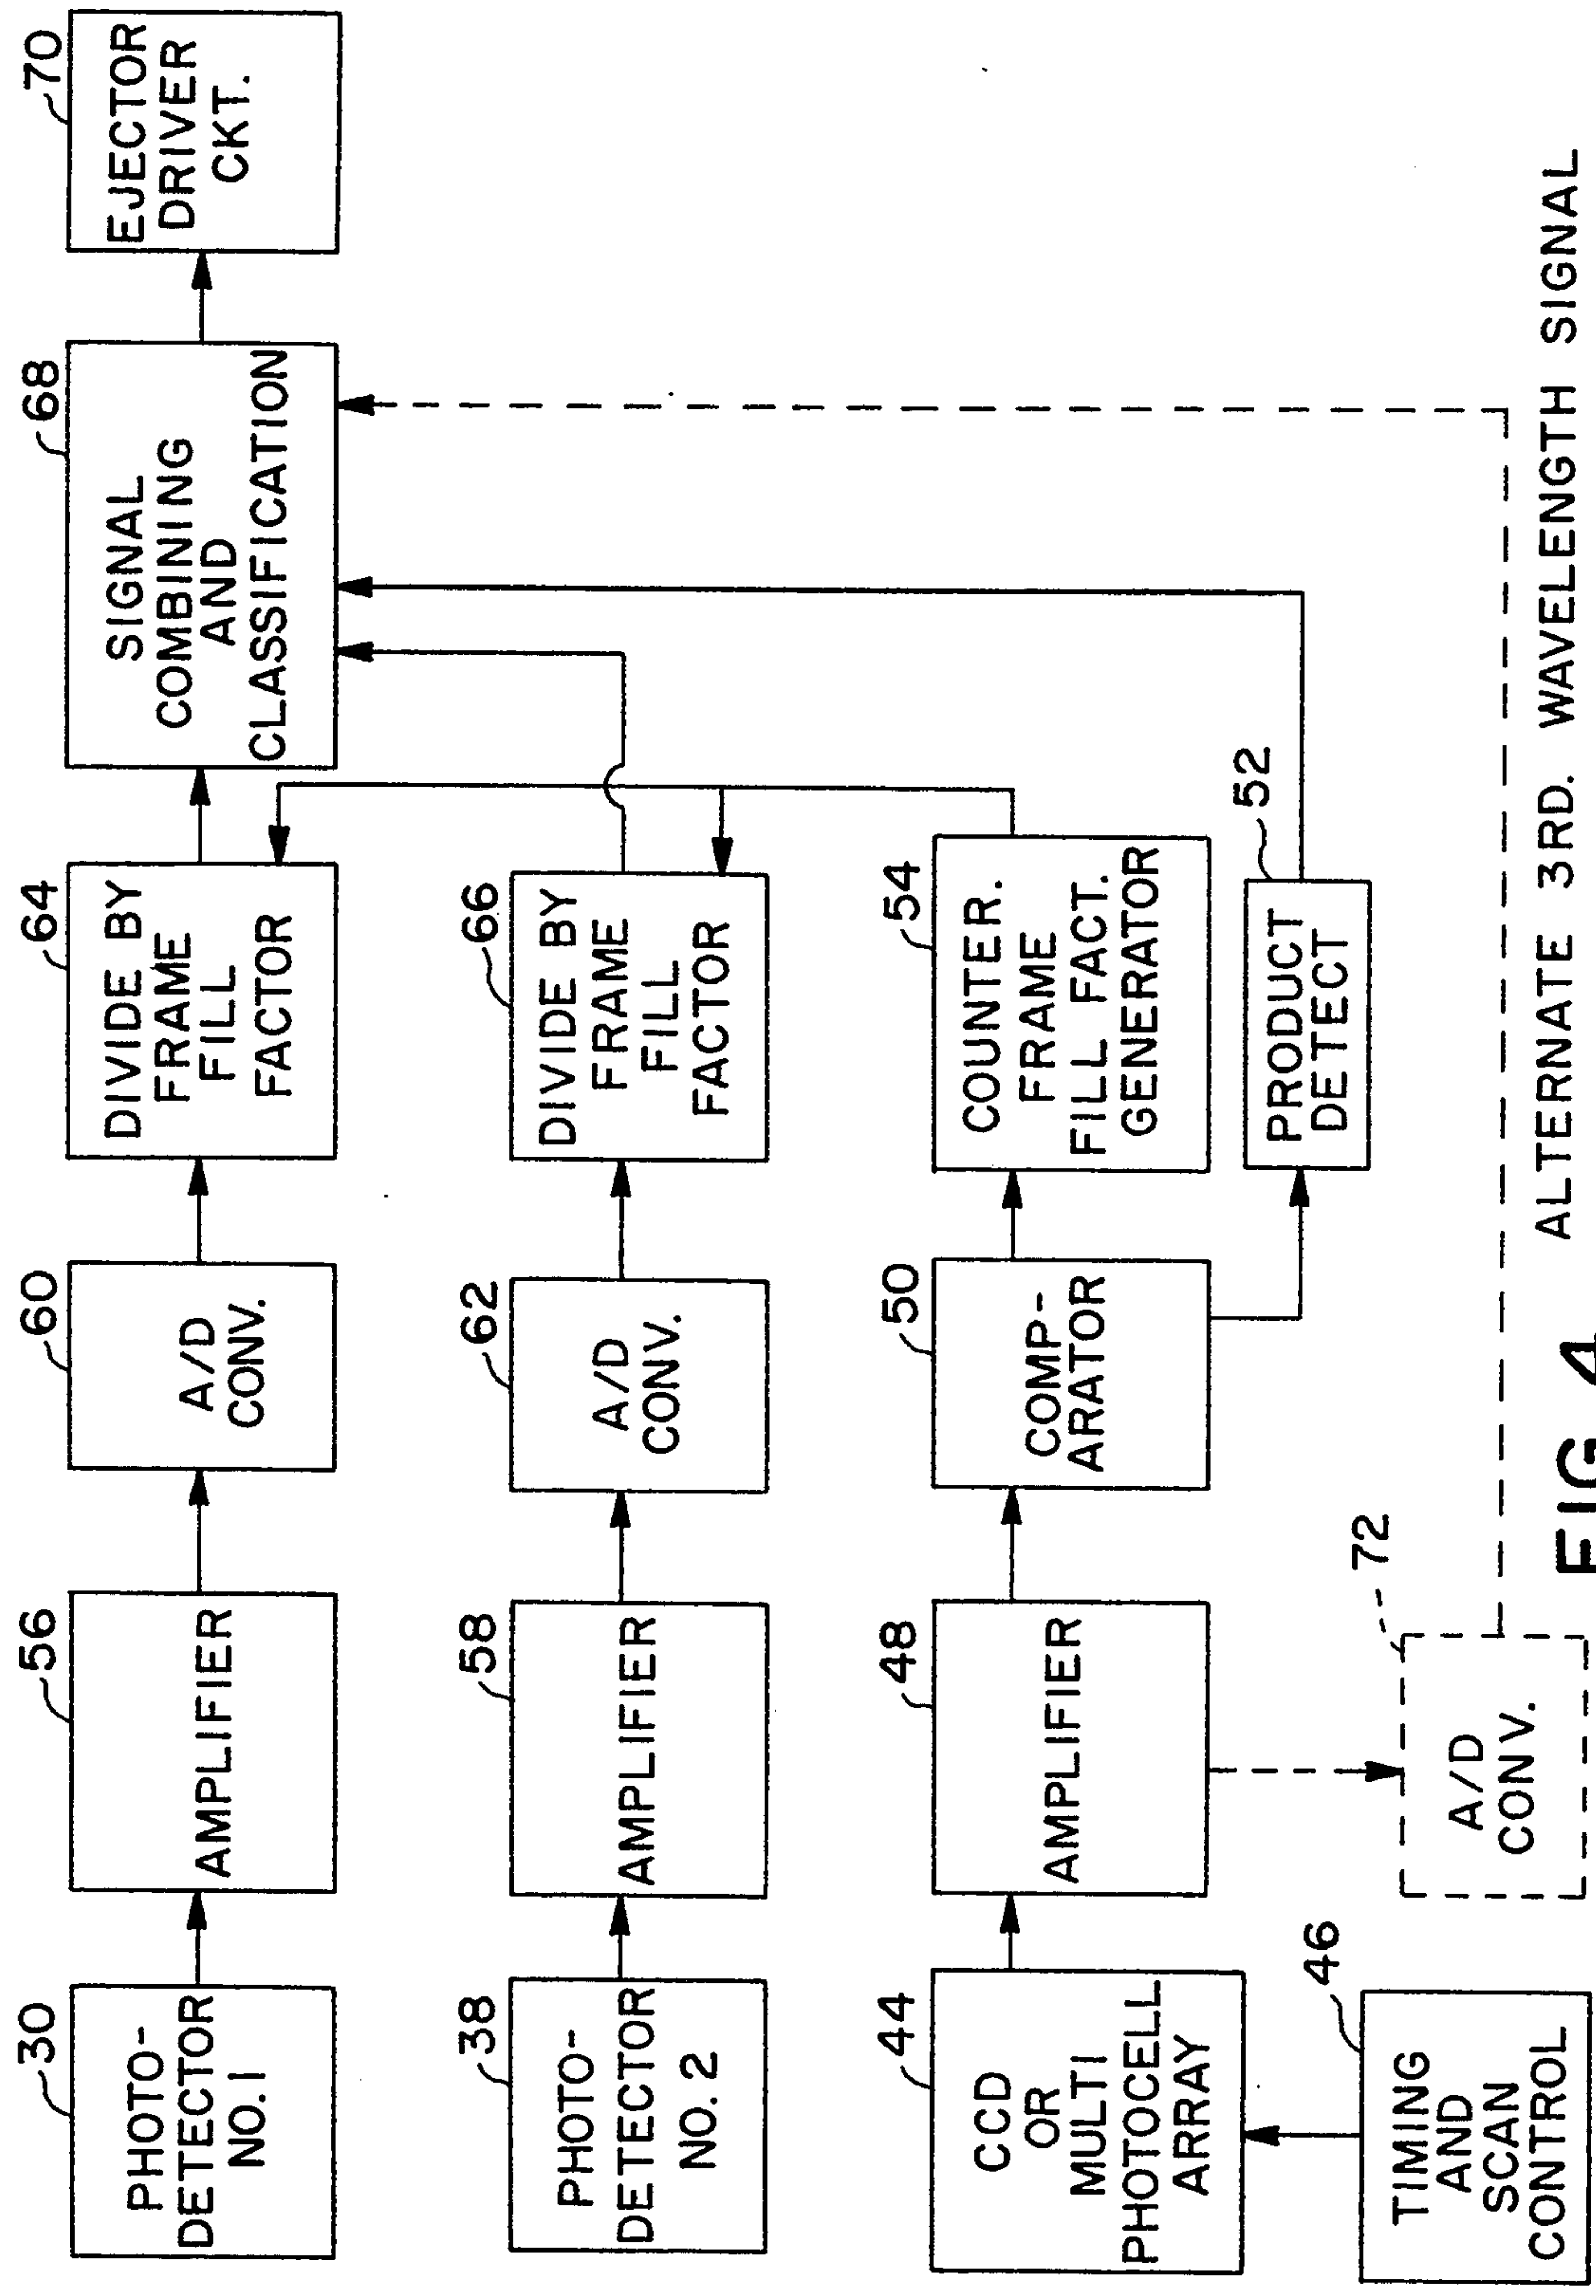 30
PHOTO-
DETECTOR
NO.1
56
AMPLIFIER
60
A/D
CONV.
64
DIVIDE BY
FRAME
FILL
FACTOR
68
SIGNAL
COMBINING
AND
CLASSIFICATION
70
EJECTOR
DRIVER
CKT.
38
PHOTO-
DETECTOR
NO. 2
58
AMPLIFIER
62
A/D
CONV.
66
DIVIDE BY
FRAME
FILL
FACTOR
44
CCD
OR
MULTI
PHOTOCELL
ARRAY
48
AMPLIFIER
50
COMP-
ARATOR
54
COUNTER.
FRAME
FILL FACT.
GENERATOR
52
PRODUCT
DETECT
46
TIMING
AND
SCAN
CONTROL
72
A/D
CONV.
ALTERNATE 3RD. WAVELENGTH SIGNAL
FIG 4